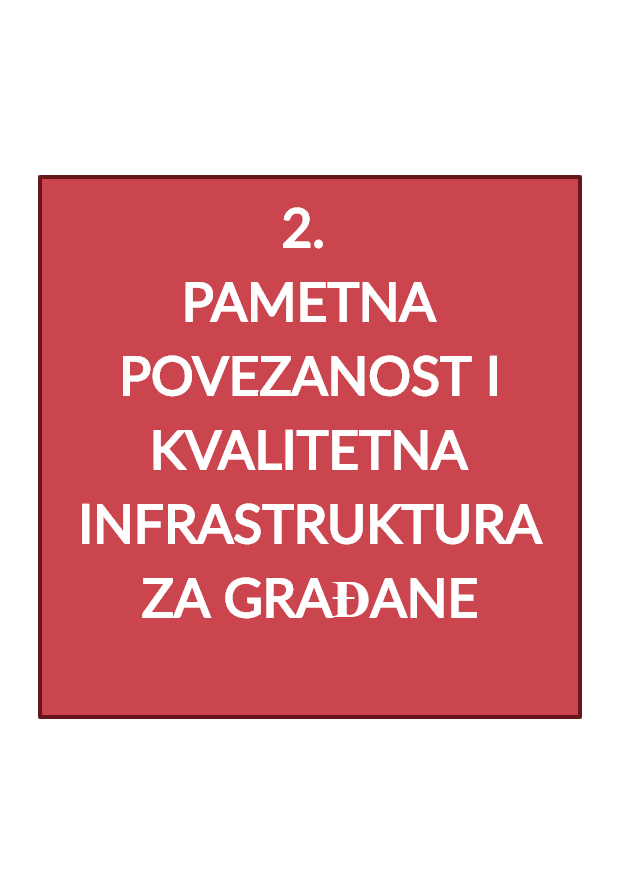 2.
PAMETNA
POVEZANOST I
KVALITETNA
INFRASTRUKTURA
ZA GRAĐANE